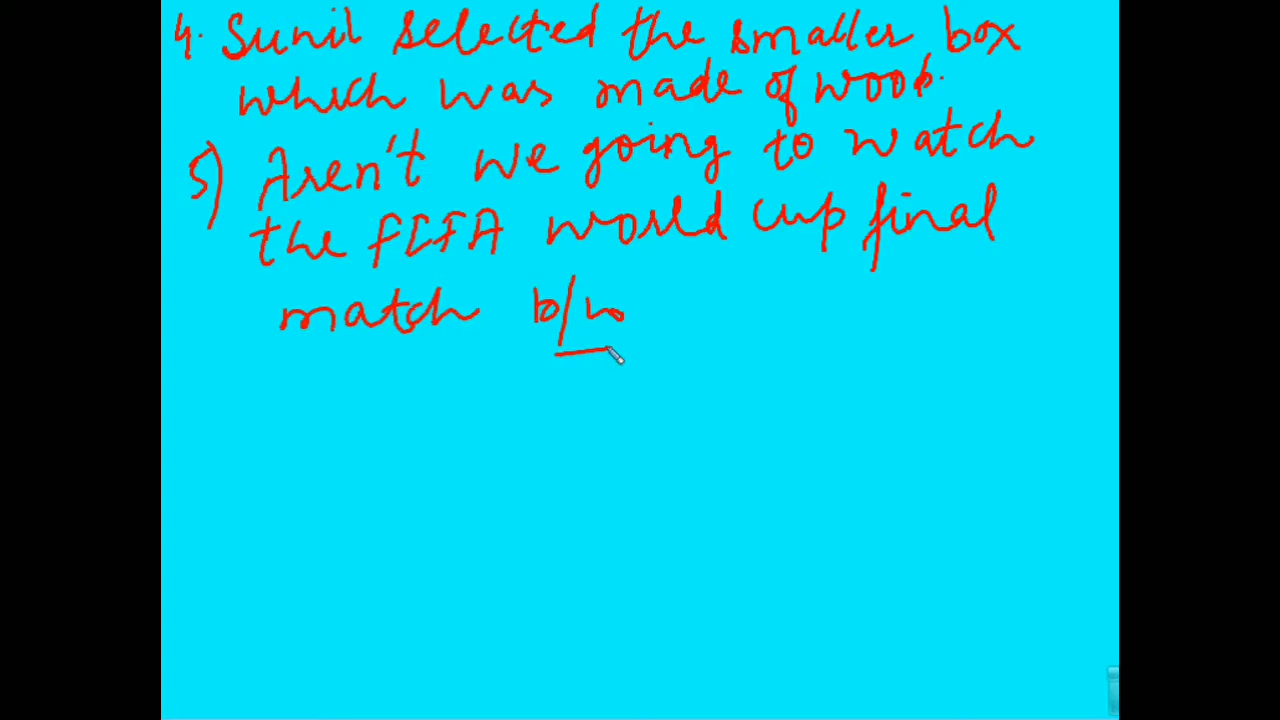 4. Sunil selected the smaller box
which was made of wood.
5) Aren't we going to watch
the FIFA world cup final
match b/w